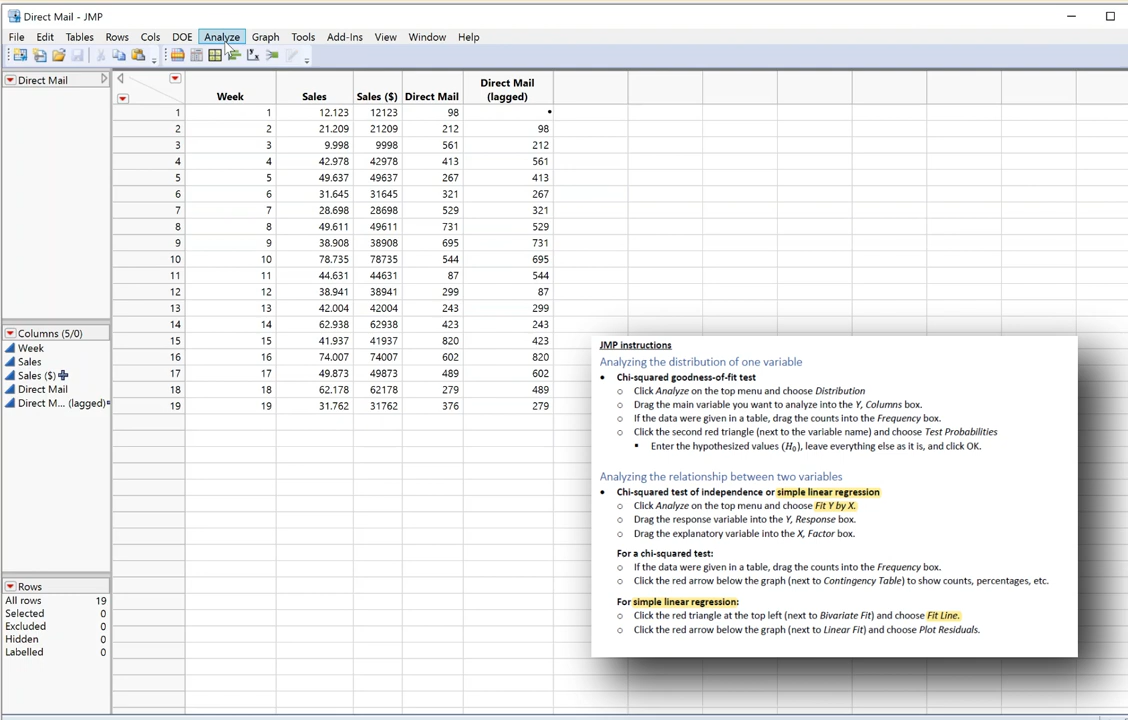 Direct Mail - JMP
File Edit Tables Rows Cols DOE Analyze Graph Tools Add-Ins View Window Help
Direct Mail
Week Sales Sales ($) Direct Mail Direct Mail (lagged)
1 1 12.123 12123 98 •
2 2 21.209 21209 212 98
3 3 9.998 9998 561 212
4 4 42.978 42978 413 561
5 5 49.637 49637 267 413
6 6 31.645 31645 321 267
7 7 28.698 28698 529 321
8 8 49.611 49611 731 529
9 9 38.908 38908 695 731
10 10 78.735 78735 544 695
11 11 44.631 44631 87 544
12 12 38.941 38941 299 87
13 13 42.004 42004 243 299
14 14 62.938 62938 423 243
15 15 41.937 41937 820 423
16 16 74.007 74007 602 820
17 17 49.873 49873 489 602
18 18 62.178 62178 279 489
19 19 31.762 31762 376 279
Columns (5/0)
Week
Sales
Sales ($)
Direct Mail
Direct M... (lagged)
Rows
All rows 19
Selected 0
Excluded 0
Hidden 0
Labelled 0
JMP instructions
Analyzing the distribution of one variable
• Chi-squared goodness-of-fit test
o Click Analyze on the top menu and choose Distribution
o Drag the main variable you want to analyze into the Y, Columns box.
o If the data were given in a table, drag the counts into the Frequency box.
o Click the second red triangle (next to the variable name) and choose Test Probabilities
▪ Enter the hypothesized values (H₀), leave everything else as it is, and click OK.
Analyzing the relationship between two variables
• Chi-squared test of independence or simple linear regression
o Click Analyze on the top menu and choose Fit Y by X.
o Drag the response variable into the Y, Response box.
o Drag the explanatory variable into the X, Factor box.
For a chi-squared test:
o If the data were given in a table, drag the counts into the Frequency box.
o Click the red arrow below the graph (next to Contingency Table) to show counts, percentages, etc.
For simple linear regression:
o Click the red triangle at the top left (next to Bivariate Fit) and choose Fit Line.
o Click the red arrow below the graph (next to Linear Fit) and choose Plot Residuals.